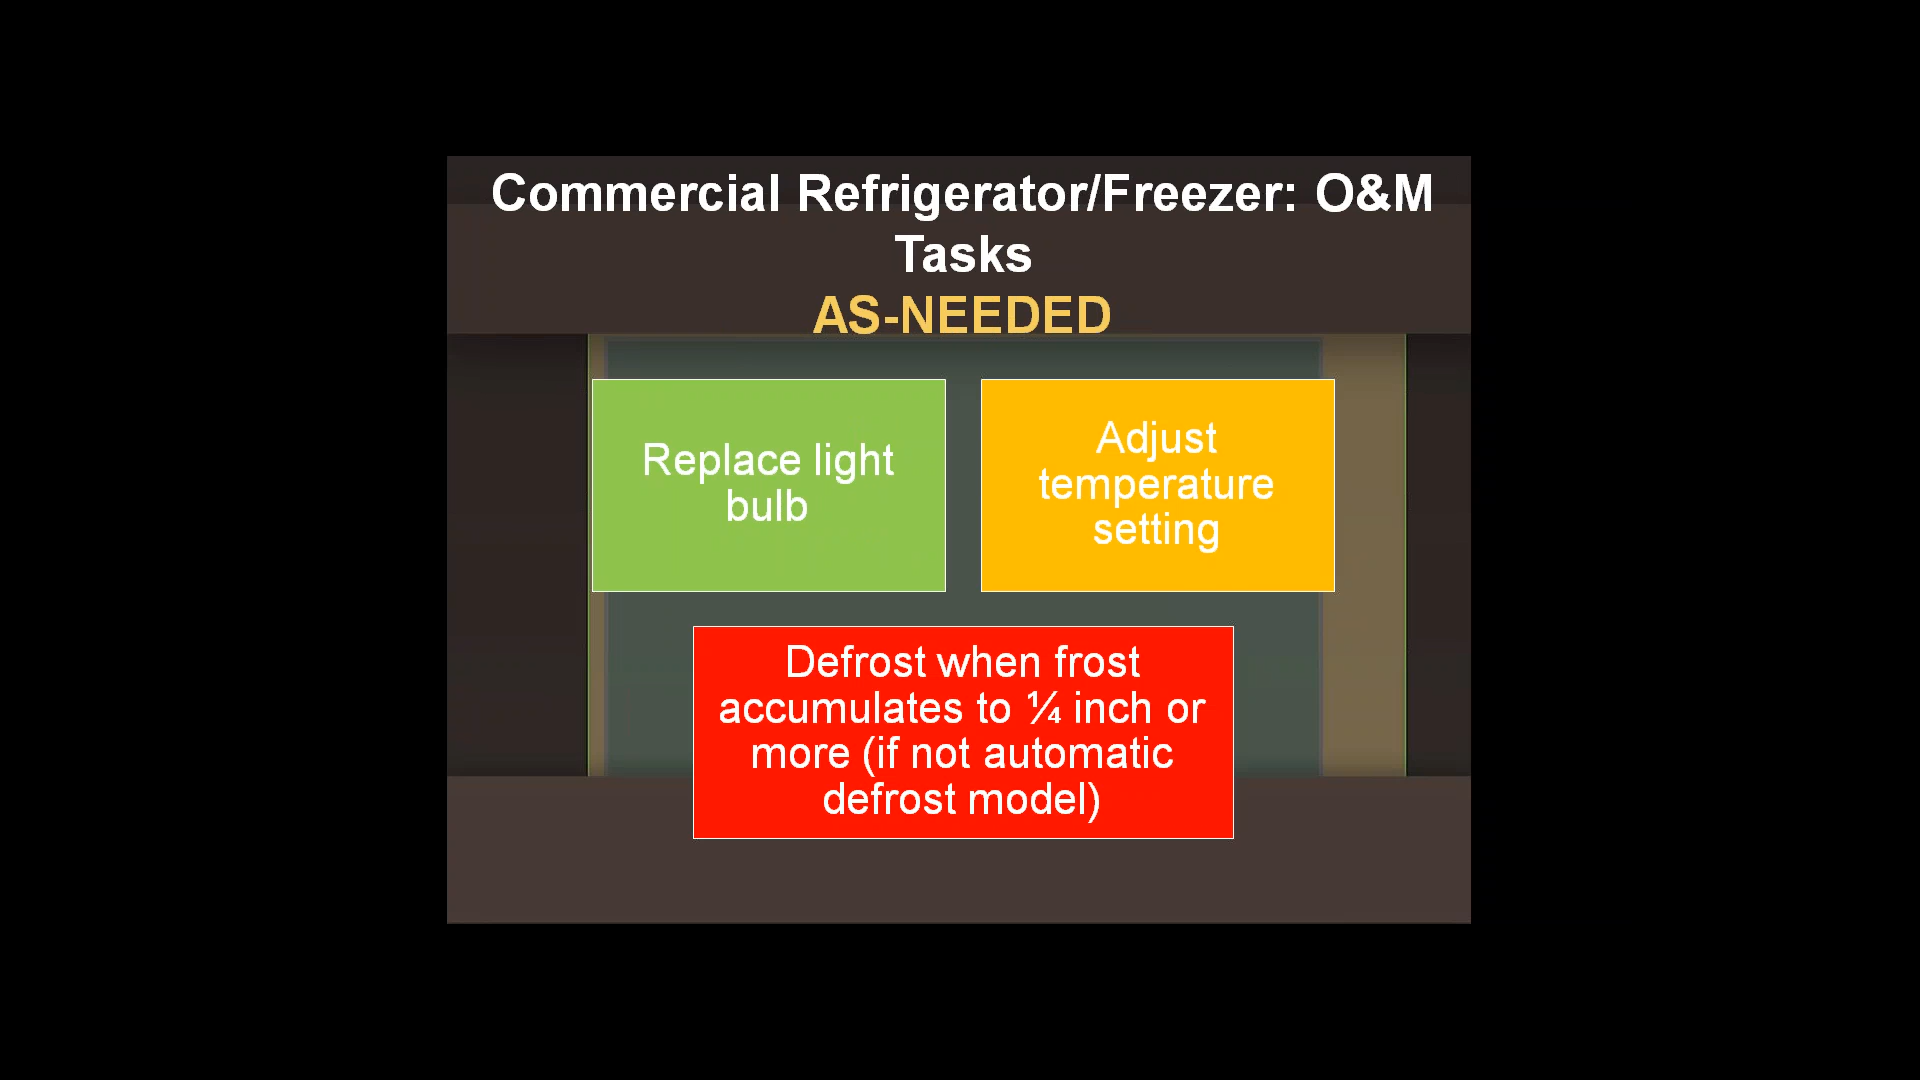 Commercial Refrigerator/Freezer: O&M
Tasks
AS-NEEDED
Replace light
bulb
Adjust
temperature
setting
Defrost when frost
accumulates to ¼ inch or
more (if not automatic
defrost model)